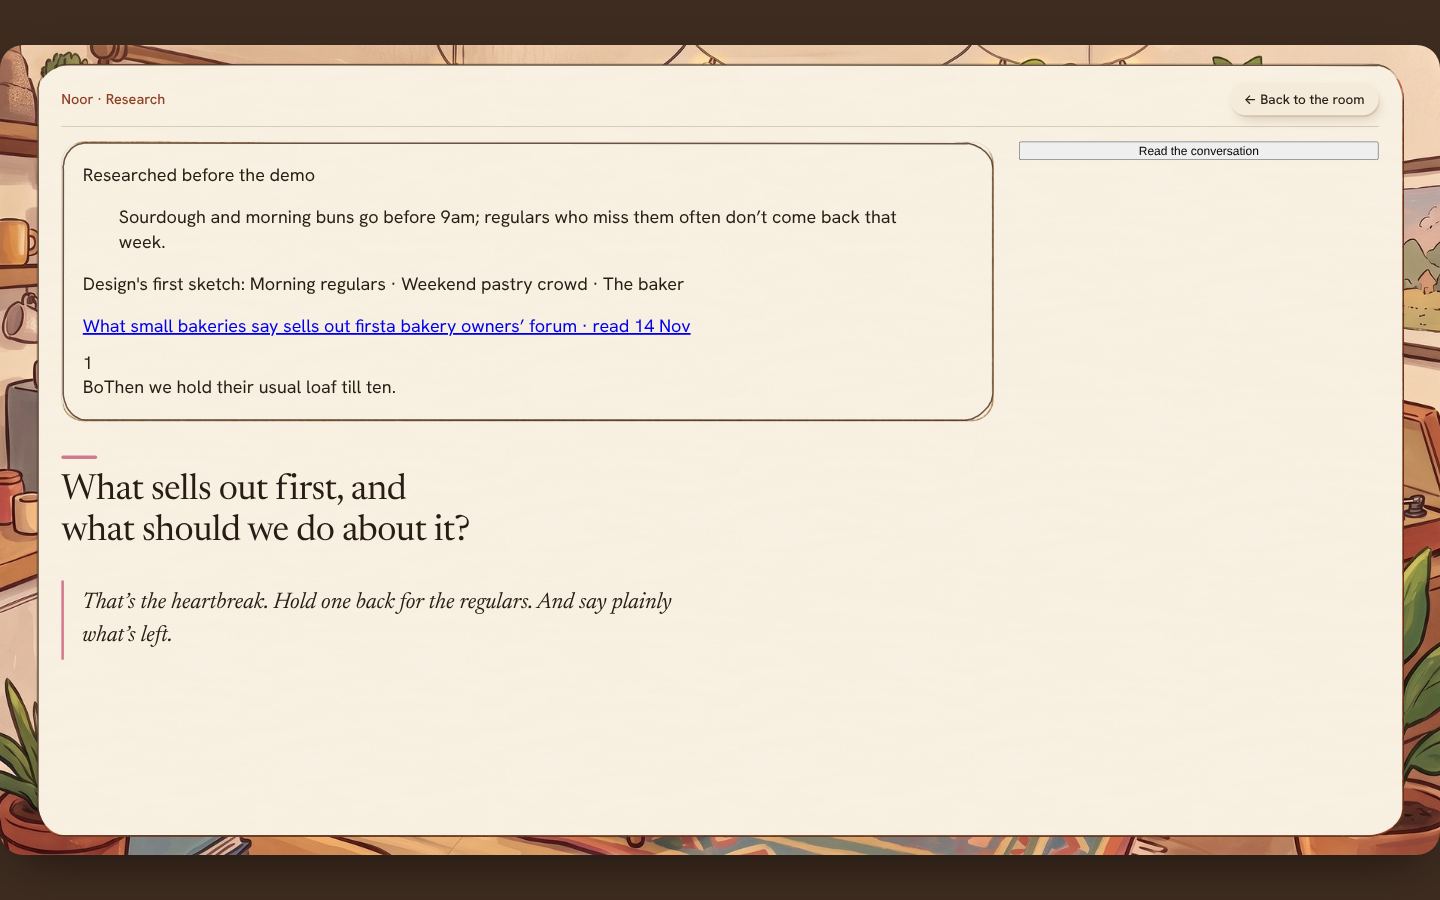 Noor · Research
← Back to the room
Researched before the demo
Sourdough and morning buns go before 9am; regulars who miss them often don’t come back that
week.
Design's first sketch: Morning regulars · Weekend pastry crowd · The baker
What small bakeries say sells out firsta bakery owners’ forum · read 14 Nov
1
BoThen we hold their usual loaf till ten.
Read the conversation
What sells out first, and
what should we do about it?
That’s the heartbreak. Hold one back for the regulars. And say plainly
what’s left.